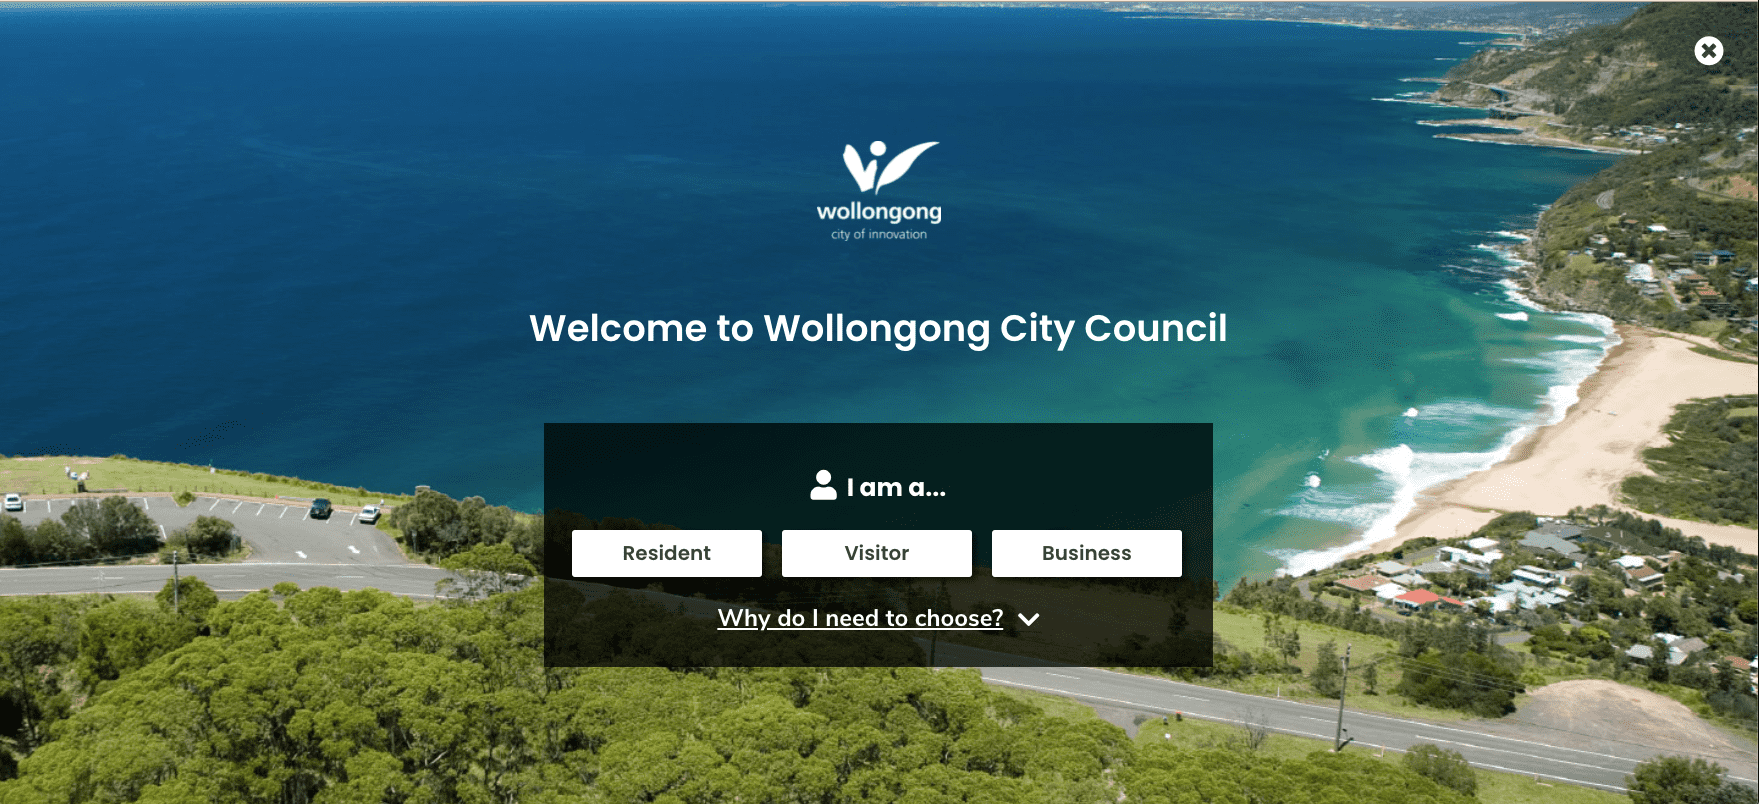 wollongong
city of innovation
Welcome to Wollongong City Council
I am a...
Resident
Visitor
Business
Why do I need to choose?